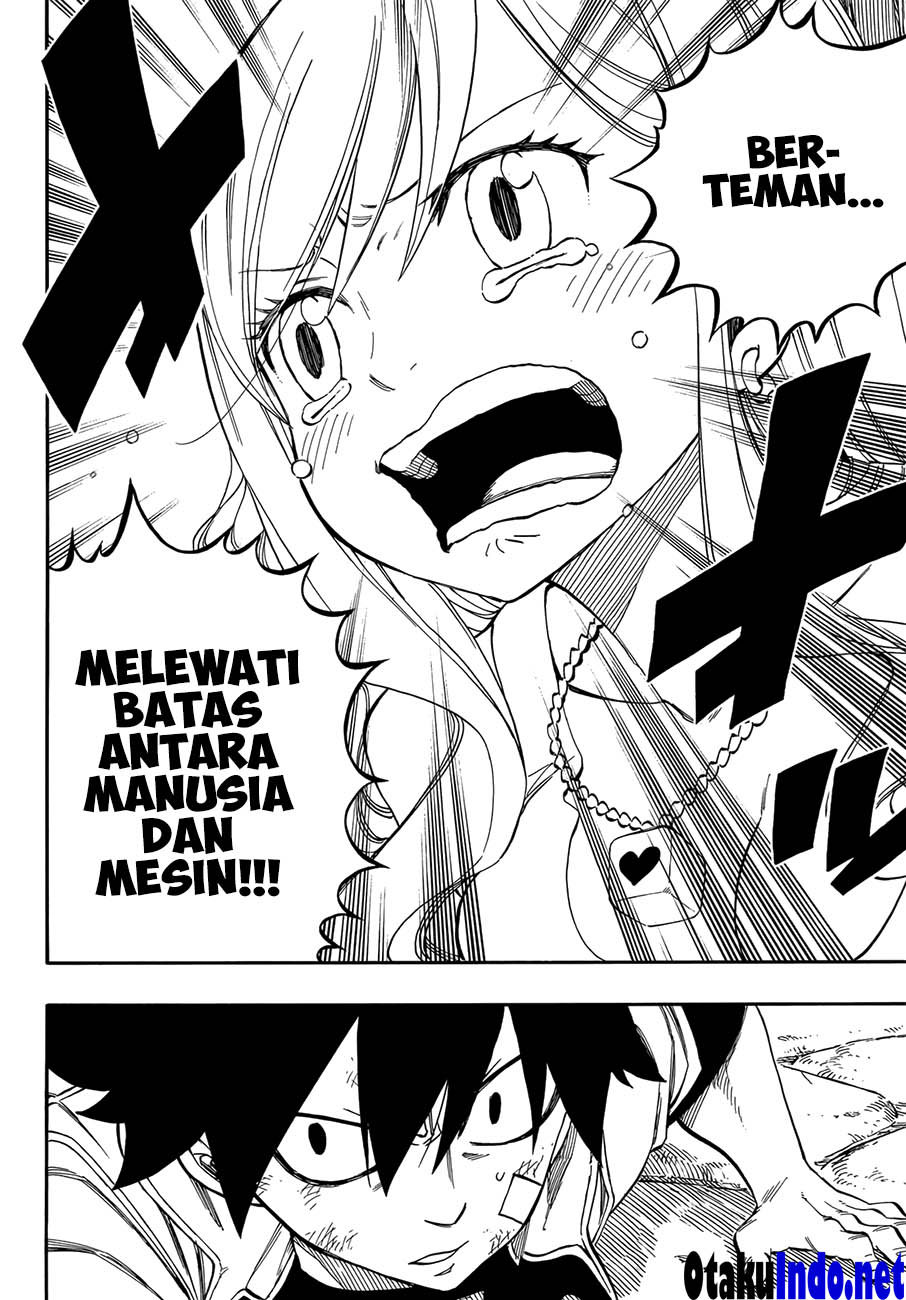 BER-
TEMAN...
MELEWATI
BATAS
ANTARA
MANUSIA
DAN
MESIN!!!
OtakuIndo.net